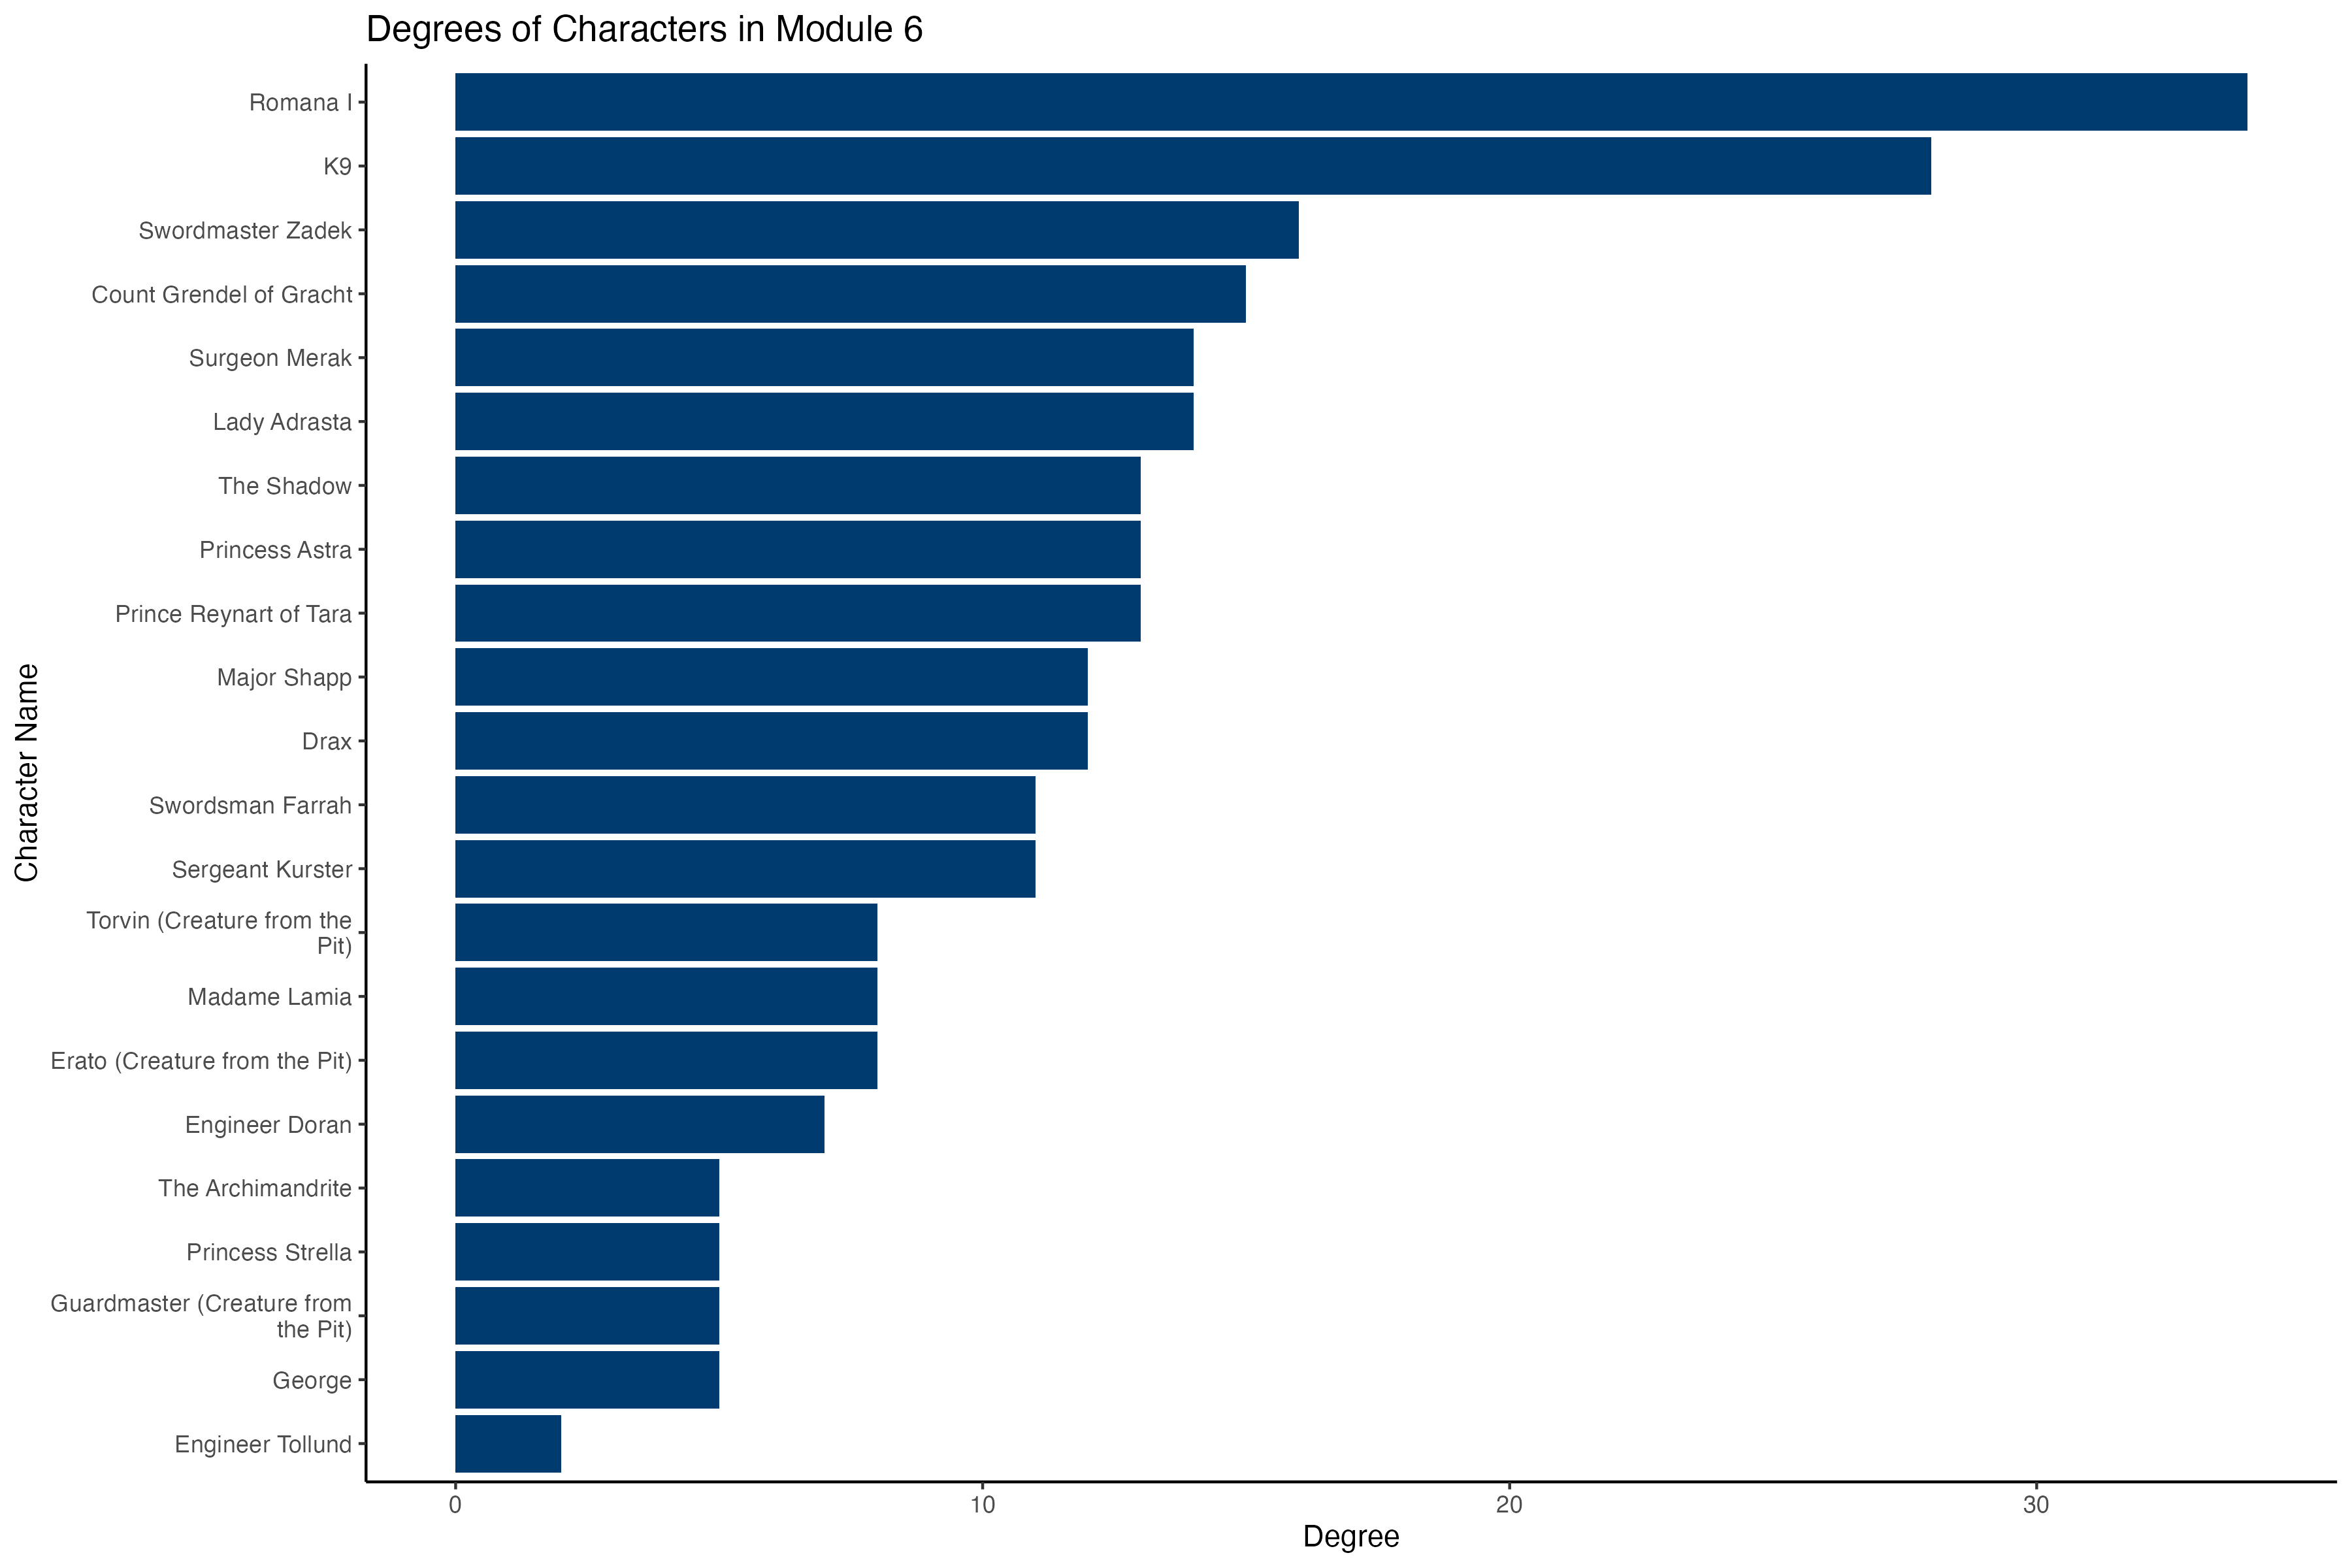 Degrees of Characters in Module 6
Romana I
K9
Swordmaster Zadek
Count Grendel of Gracht
Surgeon Merak
Lady Adrasta
The Shadow
Princess Astra
Prince Reynart of Tara
Major Shapp
Drax
Swordsman Farrah
Sergeant Kurster
Torvin (Creature from the
Pit)
Madame Lamia
Erato (Creature from the Pit)
Engineer Doran
The Archimandrite
Princess Strella
Guardmaster (Creature from
the Pit)
George
Engineer Tollund
Character Name
0 10 20 30
Degree